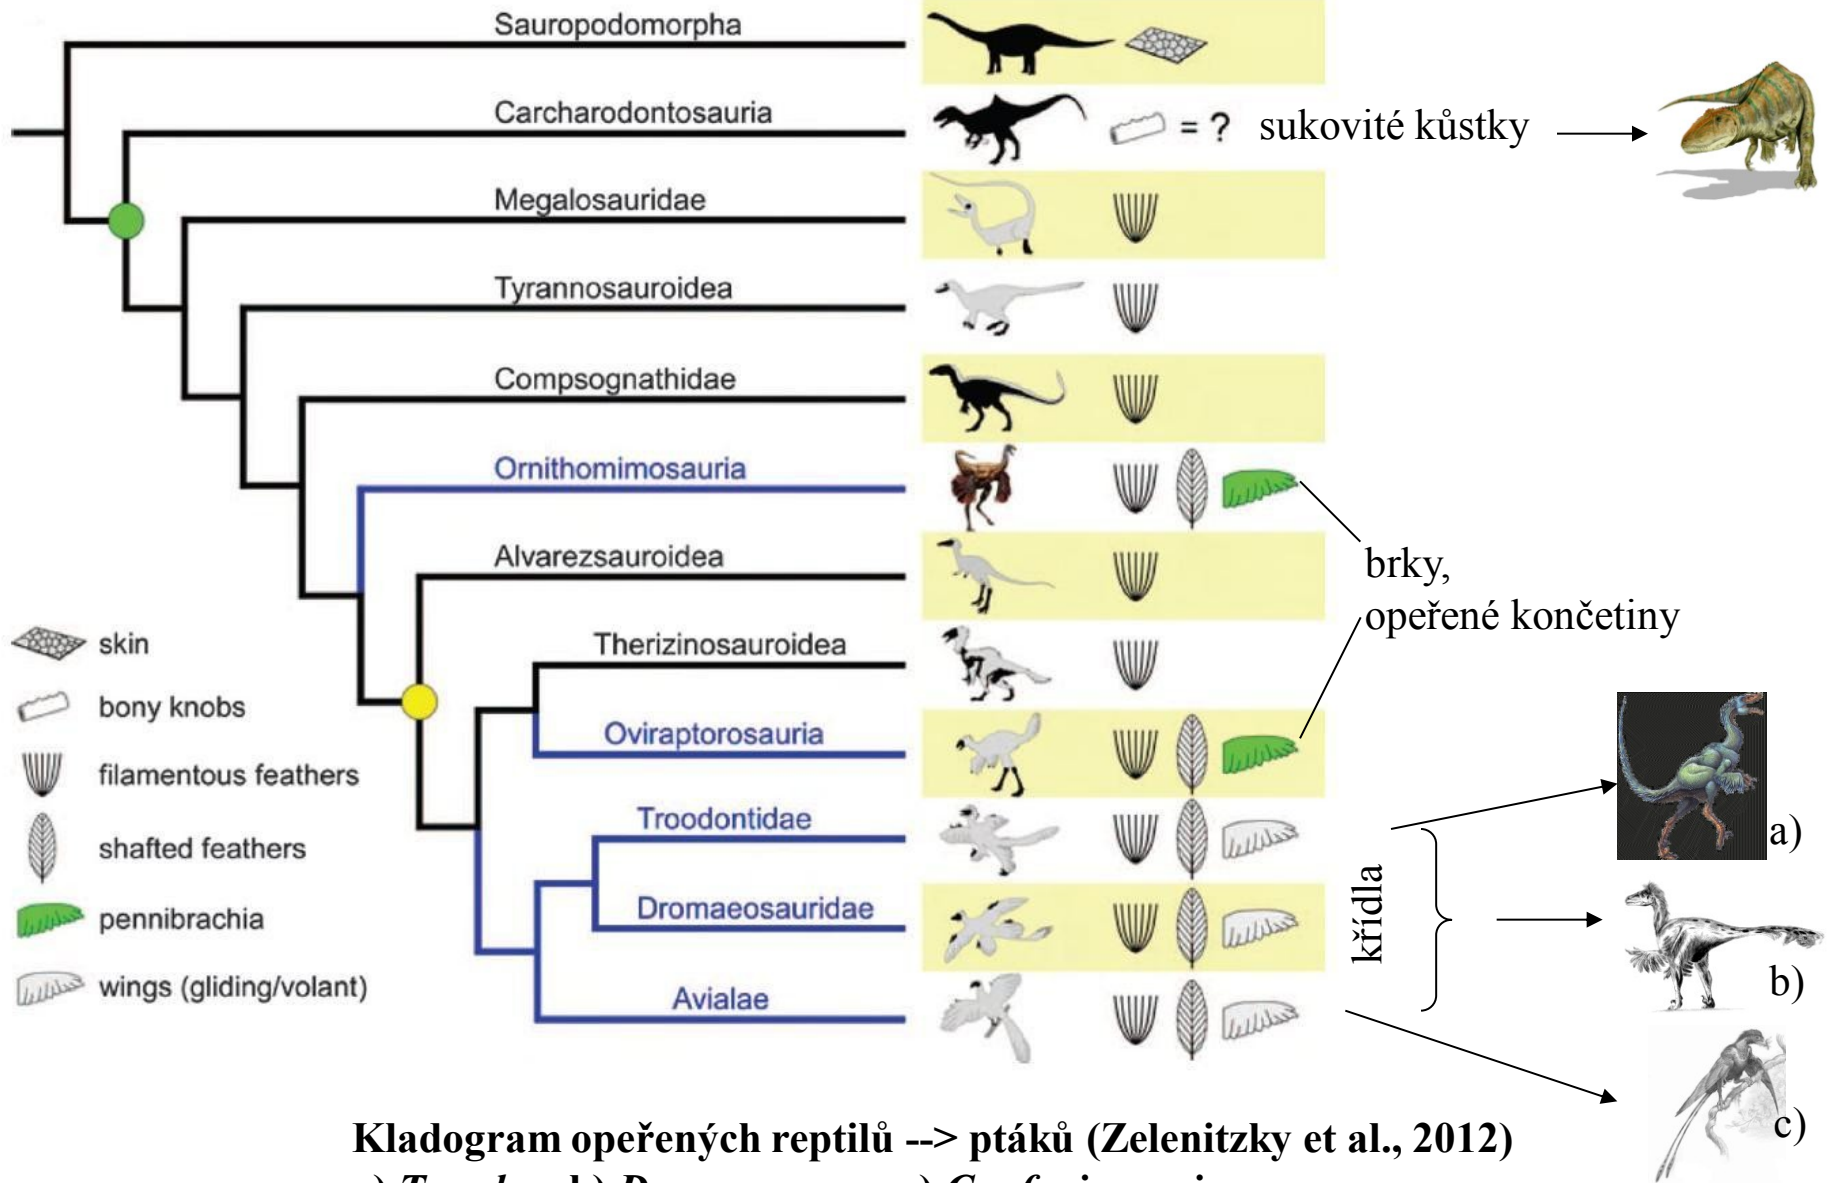 Sauropodomorpha
Carcharodontosauria
= ?
sukovité kůstky
Megalosauridae
Tyrannosauroidea
Compsognathidae
Ornithomimosauria
Alvarezsauroidea
brky,
opeřené končetiny
skin
Therizinosauroidea
bony knobs
Oviraptorosauria
filamentous feathers
Troodontidae
a)
shafted feathers
křídla
Dromaeosauridae
pennibrachia
wings (gliding/volant)
b)
Avialae
c)
Kladogram opeřených reptilů --> ptáků (Zelenitzky et al., 2012)